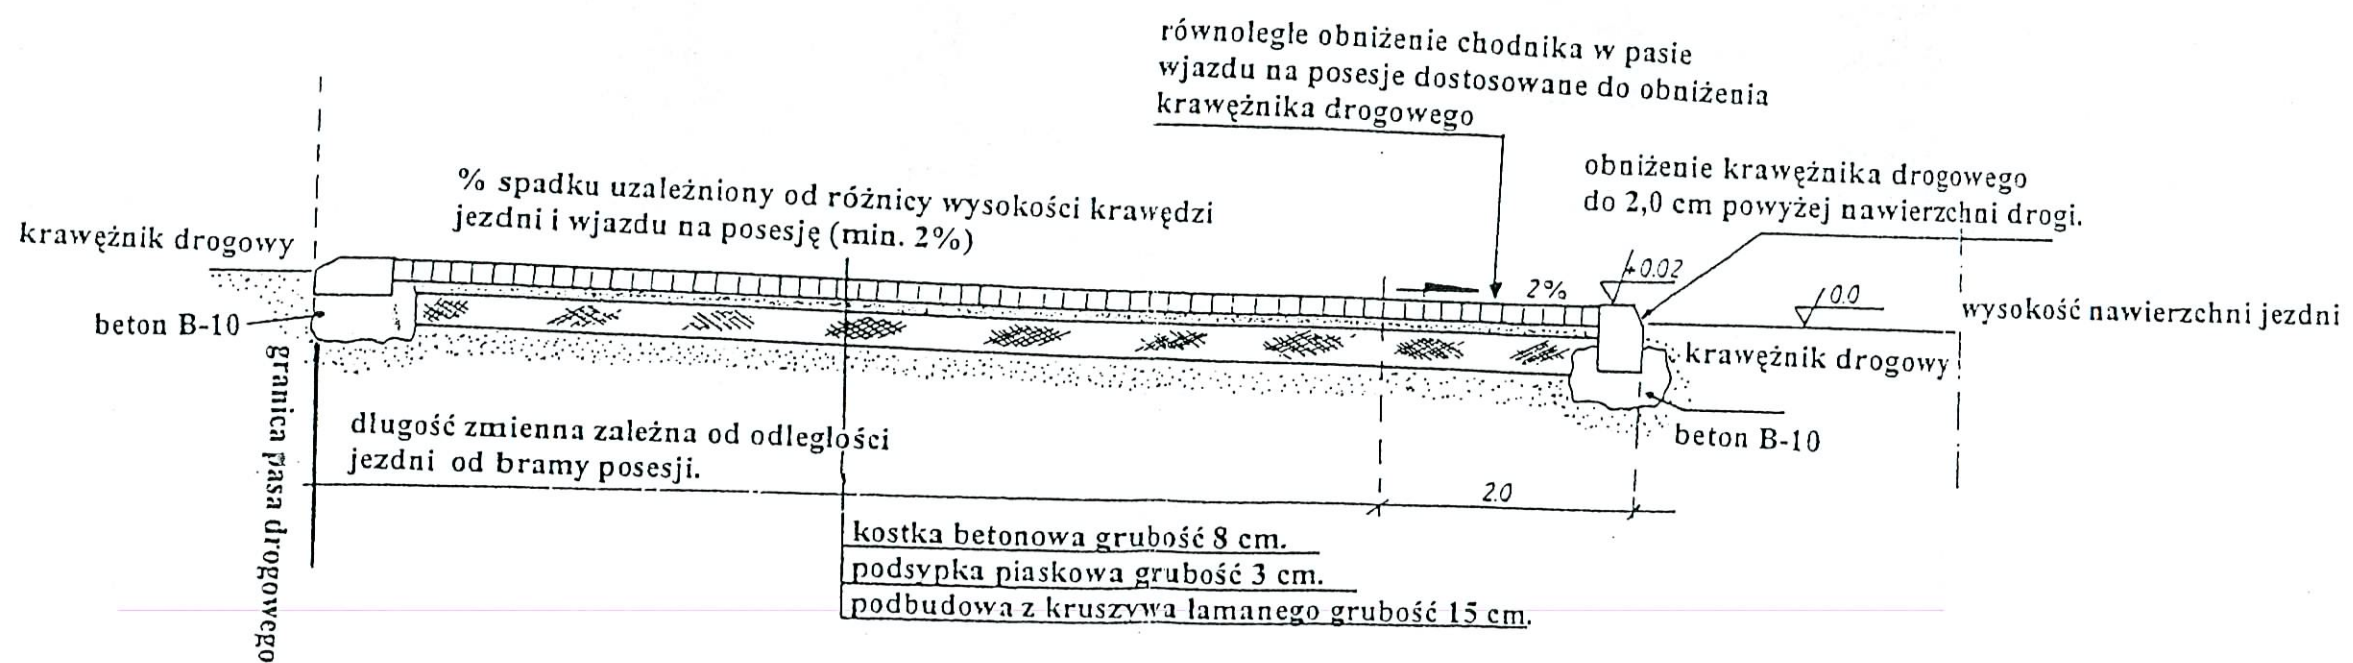 równoległe obniżenie chodnika w pasie
wjazdu na posesje dostosowane do obniżenia
krawężnika drogowego
obniżenie krawężnika drogowego
do 2,0 cm powyżej nawierzchni drogi.
% spadku uzależniony od różnicy wysokości krawędzi
jezdni i wjazdu na posesję (min. 2%)
krawężnik drogowy
2%
+0.02
0.0
wysokość nawierzchni jezdni
beton B-10
krawężnik drogowy
granica pasa drogowego
długość zmienna zależna od odległości
jezdni od bramy posesji.
beton B-10
2.0
kostka betonowa grubość 8 cm.
podsypka piaskowa grubość 3 cm.
podbudowa z kruszywa łamanego grubość 15 cm.